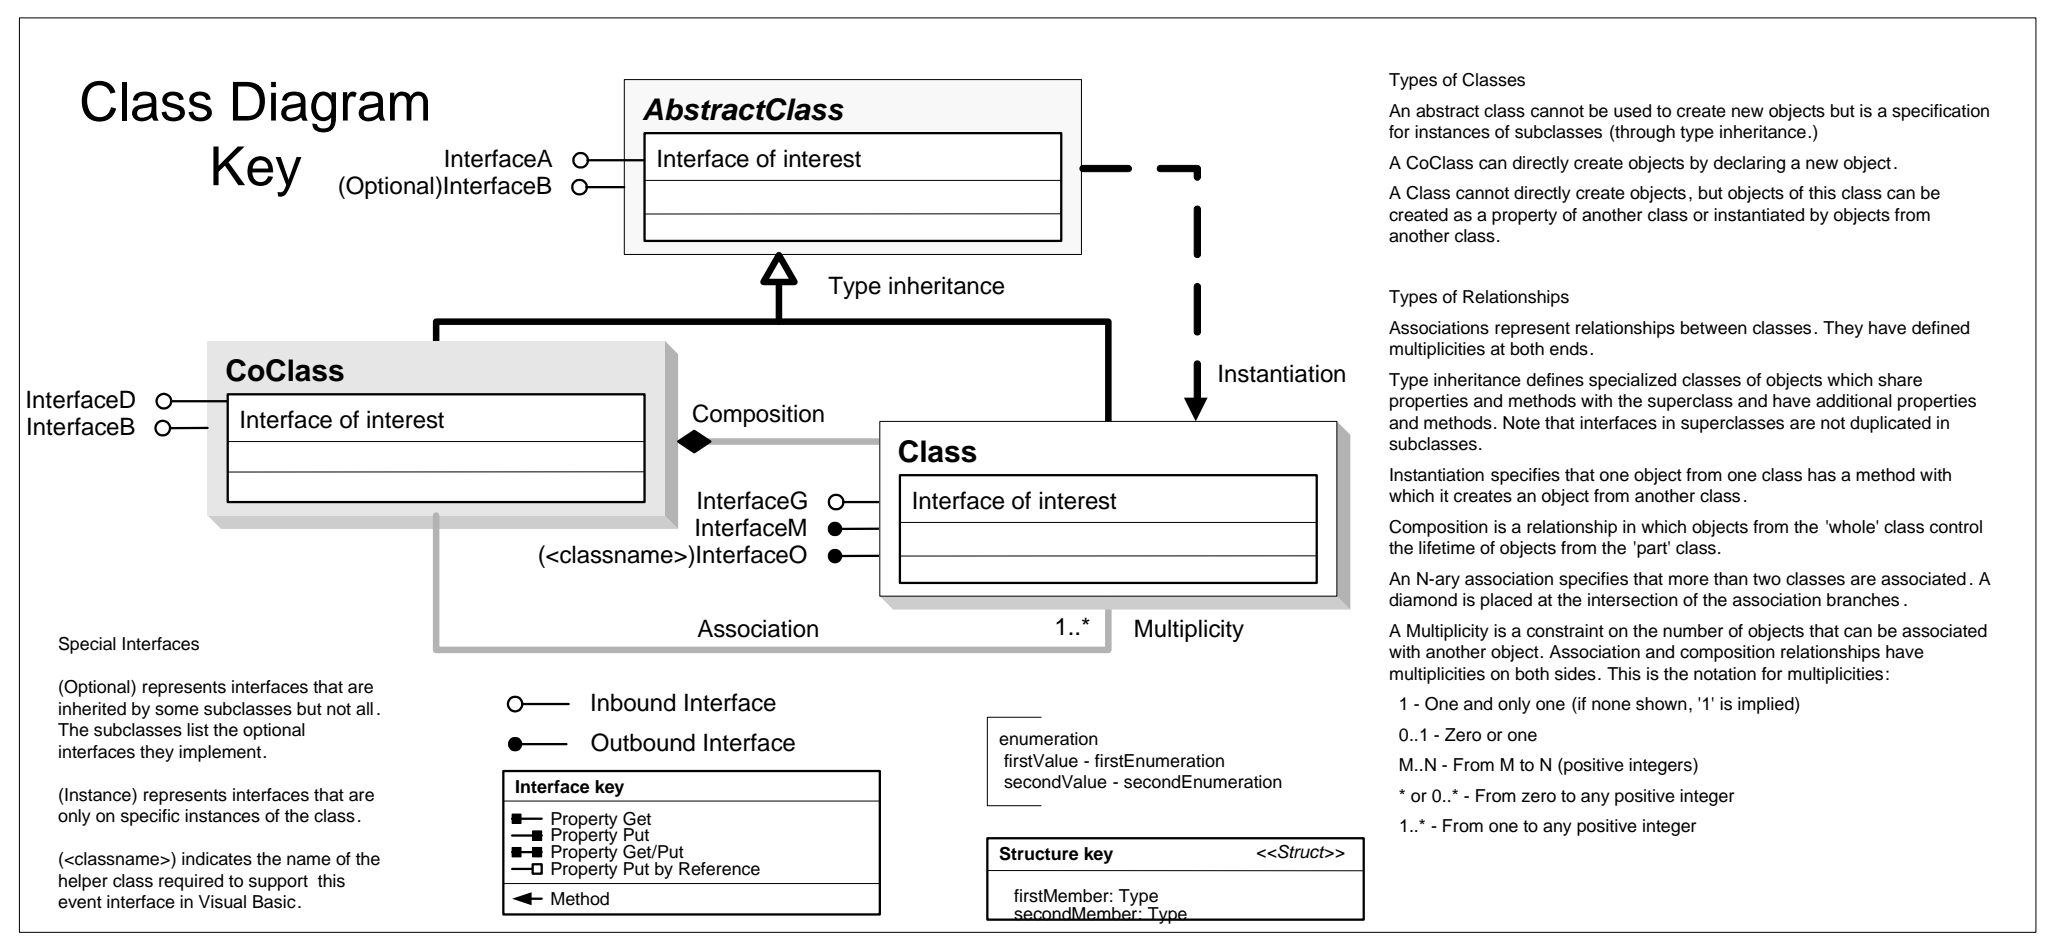 Class Diagram
Key
AbstractClass
Interface of interest
InterfaceA
(Optional)InterfaceB
Type inheritance
Instantiation
CoClass
Interface of interest
InterfaceD
InterfaceB
Composition
Class
Interface of interest
InterfaceG
InterfaceM
(<classname>)InterfaceO
Association
1..*
Multiplicity
Special Interfaces
(Optional) represents interfaces that are
inherited by some subclasses but not all.
The subclasses list the optional
interfaces they implement.
(Instance) represents interfaces that are
only on specific instances of the class.
(<classname>) indicates the name of the
helper class required to support this
event interface in Visual Basic.
Inbound Interface
Outbound Interface
Interface key
Property Get
Property Put
Property Get/Put
Property Put by Reference
Method
enumeration
firstValue - firstEnumeration
secondValue - secondEnumeration
Structure key <<Struct>>
firstMember: Type
secondMember: Type
Types of Classes
An abstract class cannot be used to create new objects but is a specification
for instances of subclasses (through type inheritance.)
A CoClass can directly create objects by declaring a new object.
A Class cannot directly create objects, but objects of this class can be
created as a property of another class or instantiated by objects from
another class.
Types of Relationships
Associations represent relationships between classes. They have defined
multiplicities at both ends.
Type inheritance defines specialized classes of objects which share
properties and methods with the superclass and have additional properties
and methods. Note that interfaces in superclasses are not duplicated in
subclasses.
Instantiation specifies that one object from one class has a method with
which it creates an object from another class.
Composition is a relationship in which objects from the 'whole' class control
the lifetime of objects from the 'part' class.
An N-ary association specifies that more than two classes are associated. A
diamond is placed at the intersection of the association branches.
A Multiplicity is a constraint on the number of objects that can be associated
with another object. Association and composition relationships have
multiplicities on both sides. This is the notation for multiplicities:
1 - One and only one (if none shown, '1' is implied)
0..1 - Zero or one
M..N - From M to N (positive integers)
* or 0..* - From zero to any positive integer
1..* - From one to any positive integer